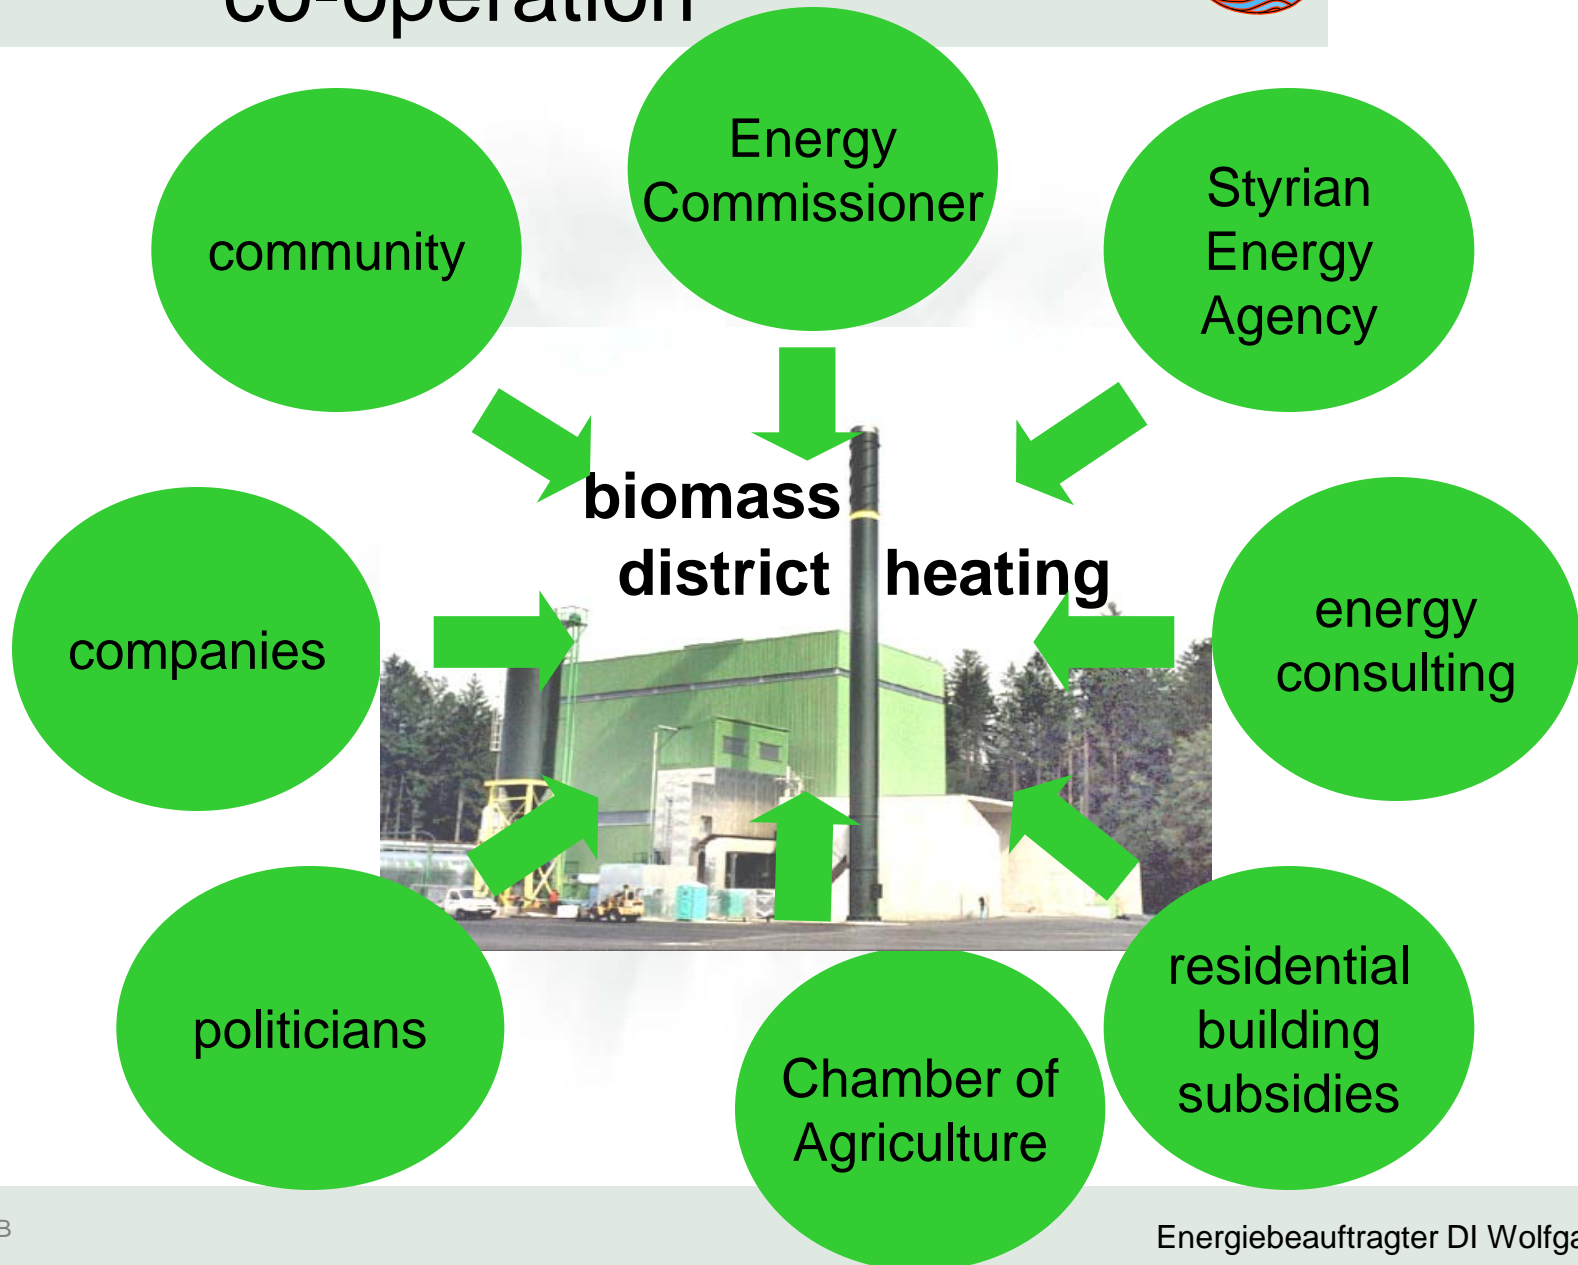 co-operation
Energy
Commissioner
community
Styrian
Energy
Agency
biomass
district heating
companies
energy
consulting
politicians
residential
building
subsidies
Chamber of
Agriculture
B
Energiebeauftragter DI